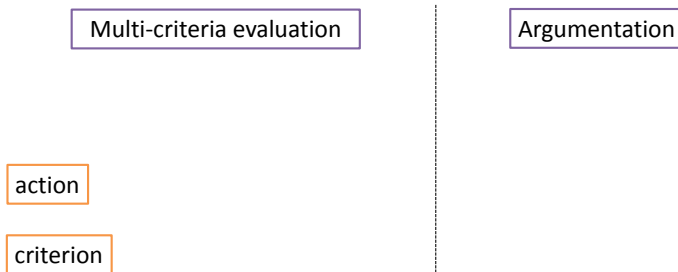 Multi-criteria evaluation
Argumentation
action
criterion